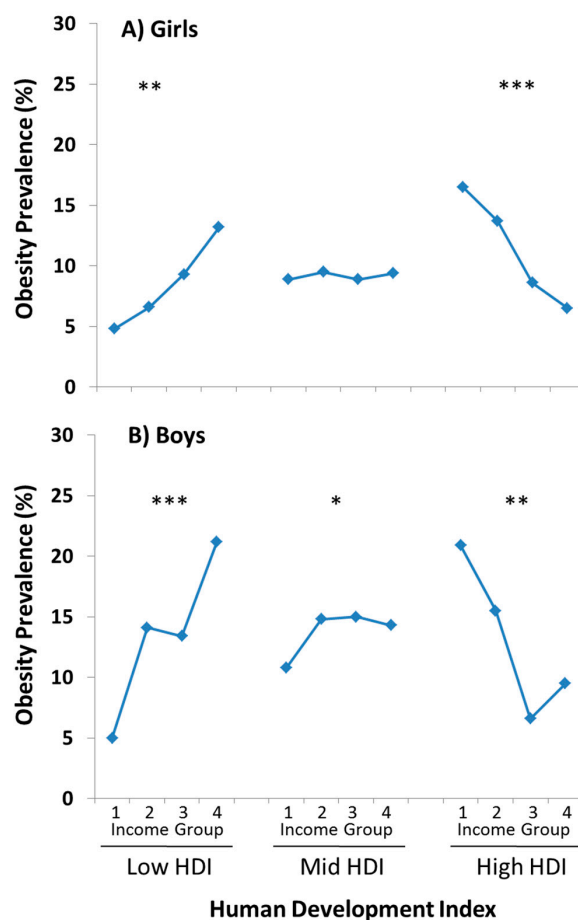 A) Girls
Obesity Prevalence (%)
30
25
20
15
10
5
0
**
***
B) Boys
Obesity Prevalence (%)
30
25
20
15
10
5
0
***
*
**
1 2 3 4 1 2 3 4 1 2 3 4
Income Group Income Group Income Group
Low HDI Mid HDI High HDI
Human Development Index